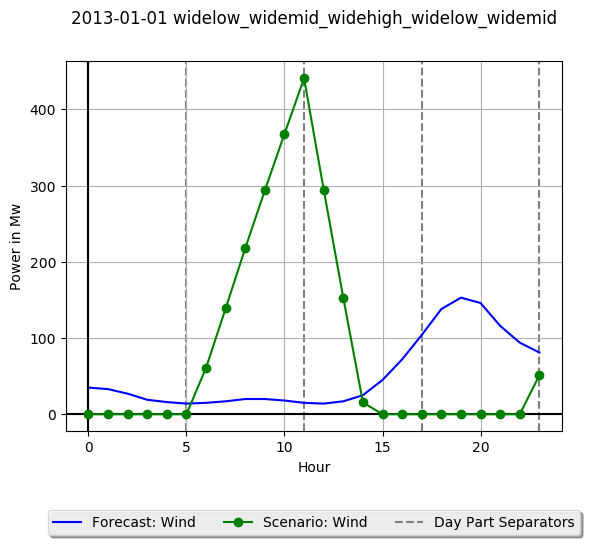 2013-01-01 widelow_widemid_widehigh_widelow_widemid
Power in Mw
400
300
200
100
0
0 5 10 15 20
Hour
Forecast: Wind Scenario: Wind Day Part Separators